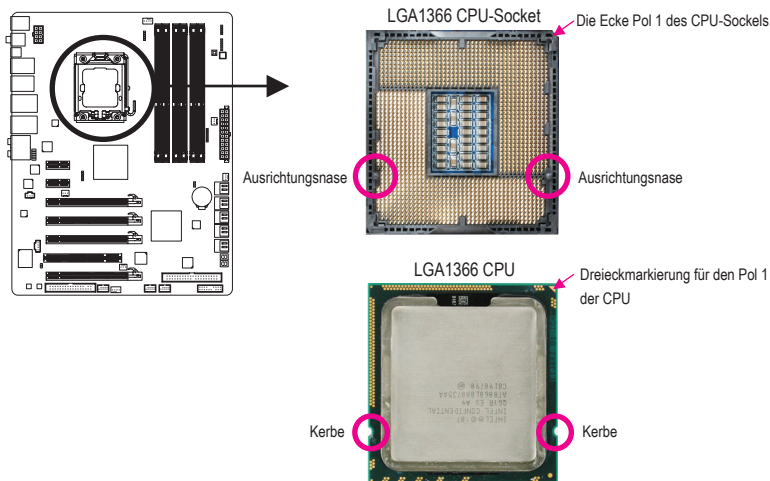 LGA1366 CPU-Socket
Die Ecke Pol 1 des CPU-Sockels
Ausrichtungsnase
Ausrichtungsnase
LGA1366 CPU
Dreieckmarkierung für den Pol 1
der CPU
INTEL CONFIDENTIAL
Kerbe
Kerbe